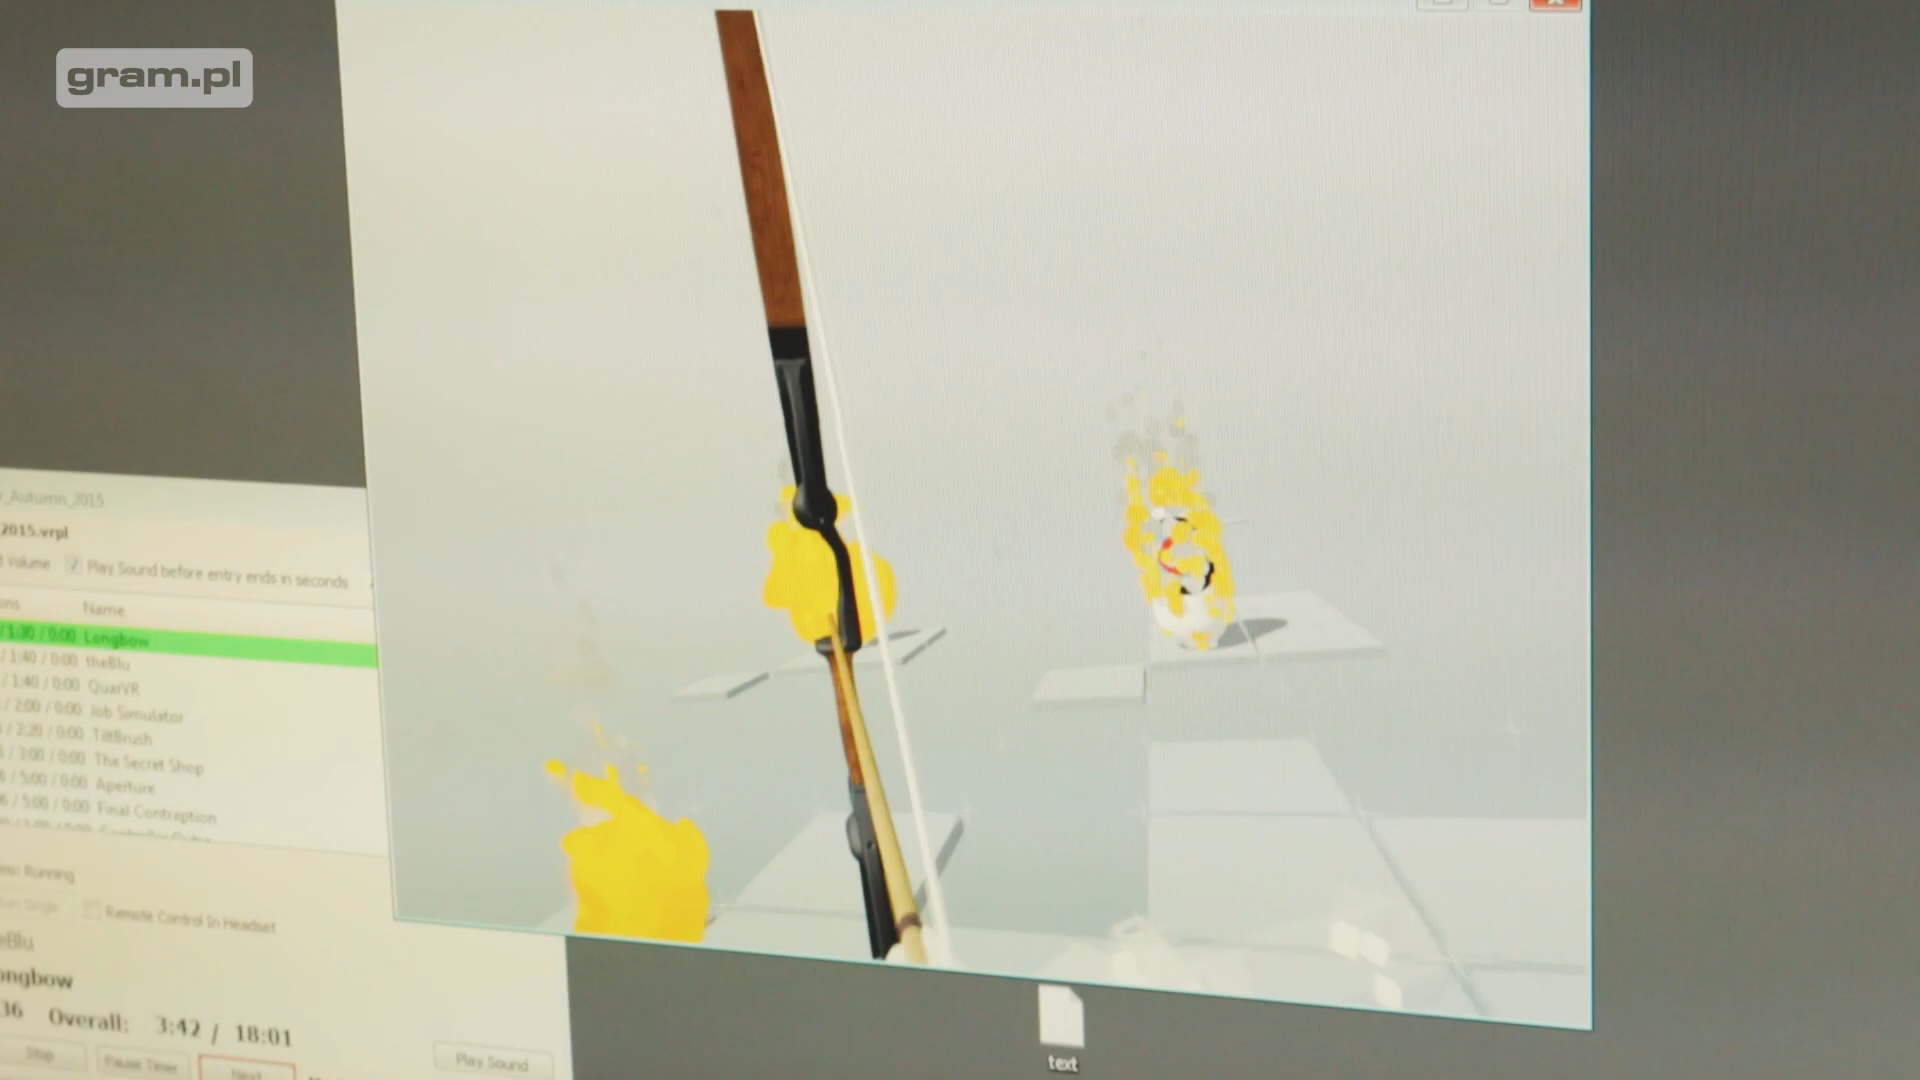 gram.pl
_Autumn_2015
2015.vrpl
Volume Play Sound before entry ends in seconds
Name
/ 1:30 / 0:00 Longbow
/ 1:40 / 0:00 theBlu
/ 1:40 / 0:00 QuarVR
/ 2:00 / 0:00 Job Simulator
/ 2:20 / 0:00 TiltBrush
/ 3:00 / 0:00 The Secret Shop
/ 5:00 / 0:00 Aperture
/ 5:00 / 0:00 Final Contraption
Running
Remote Control In Headset
eBlu
ongbow
36 Overall: 3:42 / 18:01
Stop Pause Timer Next Play Sound
text